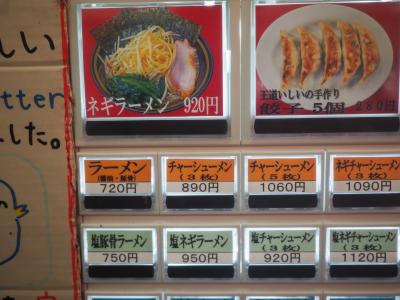 しい
tter
した。
ネギラーメン 920円
王道いしいの手作り
餃子 5個 280円
ラーメン
(醤油・豚骨)
720円
チャーシューメン
(3枚)
890円
チャーシューメン
(5枚)
1060円
ネギチャーシューメン
(3枚)
1090円
塩豚骨ラーメン
750円
塩ネギラーメン
950円
塩チャーシューメン
(3枚)
920円
塩ネギチャーシューメン
(3枚)
1120円